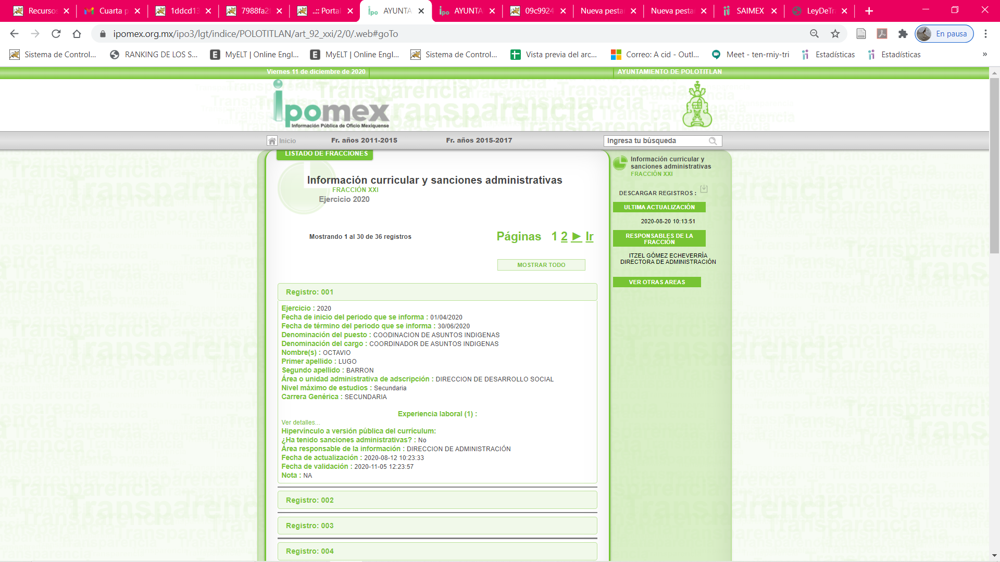 Recursos
Cuarta p
1ddcd13
7988fa2
..:: Portal
AYUNTA
AYUNTA
09c9924
Nueva pesta
Nueva pesta
SAIMEX
LeyDeTr
ipomex.org.mx/ipo3/lgt/indice/POLOTITLAN/art_92_xxi/2/0/.web#goTo
En pausa
Sistema de Control...
RANKING DE LOS S...
MyELT | Online Engl...
MyELT | Online Engl...
Sistema de Control...
Vista previa del arc...
Correo: A cid - Outl...
Meet - ten-rniy-tri
Estadísticas
Estadísticas
»
Viernes 11 de diciembre de 2020
AYUNTAMIENTO DE POLOTITLAN
ipomex
Información Pública de Oficio Mexiquense
Inicio
Fr. años 2011-2015
Fr. años 2015-2017
Ingresa tu búsqueda
LISTADO DE FRACCIONES
Información curricular y sanciones administrativas
FRACCIÓN XXI
Ejercicio 2020
Mostrando 1 al 30 de 36 registros
Páginas 1 2 ► Ir
MOSTRAR TODO
Registro: 001
Ejercicio : 2020
Fecha de inicio del periodo que se informa : 01/04/2020
Fecha de término del periodo que se informa : 30/06/2020
Denominación del puesto : COODINACION DE ASUNTOS INDIGENAS
Denominación del cargo : COORDINADOR DE ASUNTOS INDIGENAS
Nombre(s) : OCTAVIO
Primer apellido : LUGO
Segundo apellido : BARRON
Área o unidad administrativa de adscripción : DIRECCION DE DESARROLLO SOCIAL
Nivel máximo de estudios : Secundaria
Carrera Genérica : SECUNDARIA
Experiencia laboral (1) :
Ver detalles...
Hipervínculo a versión pública del currículum:
¿Ha tenido sanciones administrativas? : No
Área responsable de la información : DIRECCION DE ADMINISTRACIÓN
Fecha de actualización : 2020-08-12 10:23:33
Fecha de validación : 2020-11-05 12:23:57
Nota : NA
Registro: 002
Registro: 003
Registro: 004
Información curricular y
sanciones administrativas
FRACCIÓN XXI
DESCARGAR REGISTROS :
ULTIMA ACTUALIZACIÓN
2020-08-20 10:13:51
RESPONSABLES DE LA
FRACCIÓN
ITZEL GÓMEZ ECHEVERRÍA
DIRECTORA DE ADMINISTRACIÓN
VER OTRAS AREAS